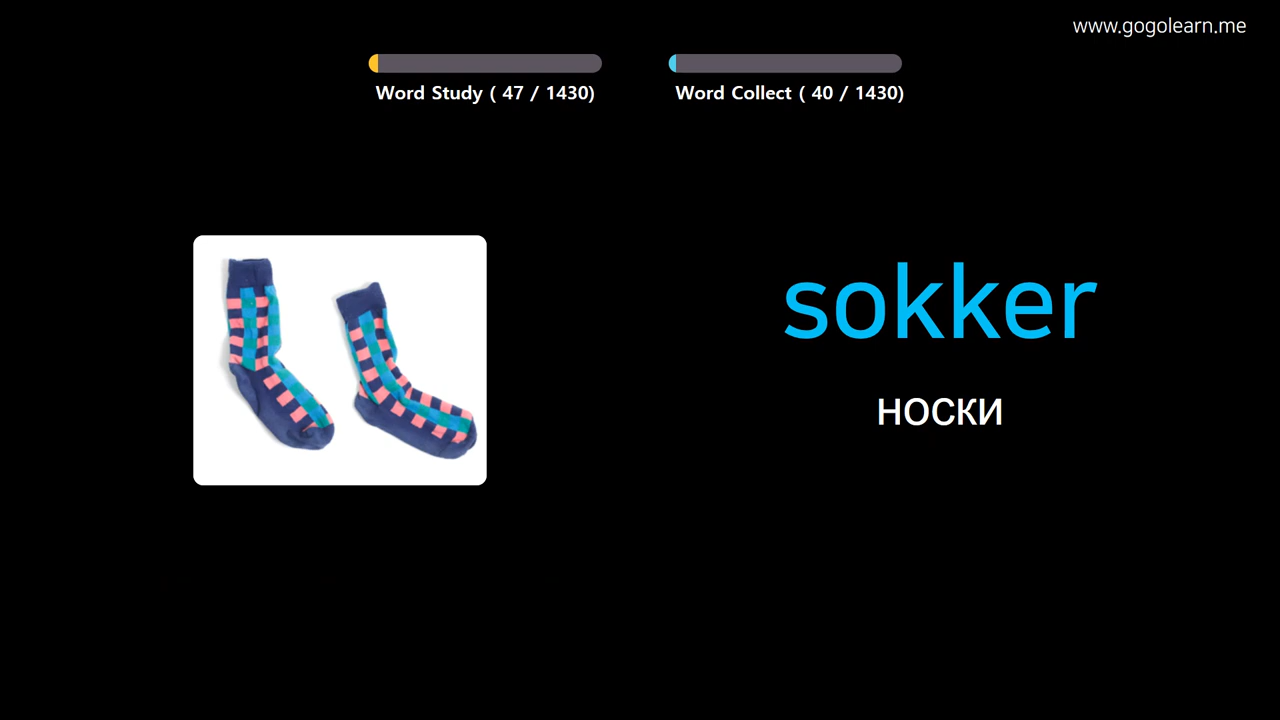 www.gogolearn.me
Word Study ( 47 / 1430)
Word Collect ( 40 / 1430)
sokker
носки